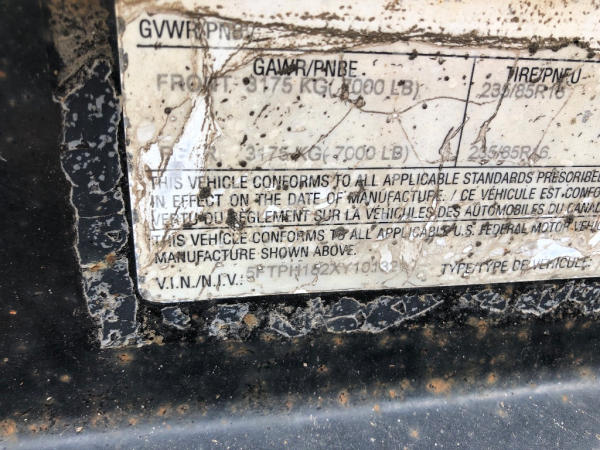 GVWR/PNBV
GAWR/PNBE TIRE/PNEU
FRONT 3175 KG( 7000 LB) 235/85R16
3175 KG( 7000 LB) 235/85R16
THIS VEHICLE CONFORMS TO ALL APPLICABLE STANDARDS PRESCRIBED
IN EFFECT ON THE DATE OF MANUFACTURE. / CE VÉHICULE EST CONFO
VERTU DU RÈGLEMENT SUR LA VÉHICULES DES AUTOMOBILES DU CANA
THIS VEHICLE CONFORMS TO ALL APPLICABLE U.S. FEDERAL MOTOR VEHIC
MANUFACTURE SHOWN ABOVE.
V.I.N./N.I.V.: TYPE/TYPE DE VÉHICULE: